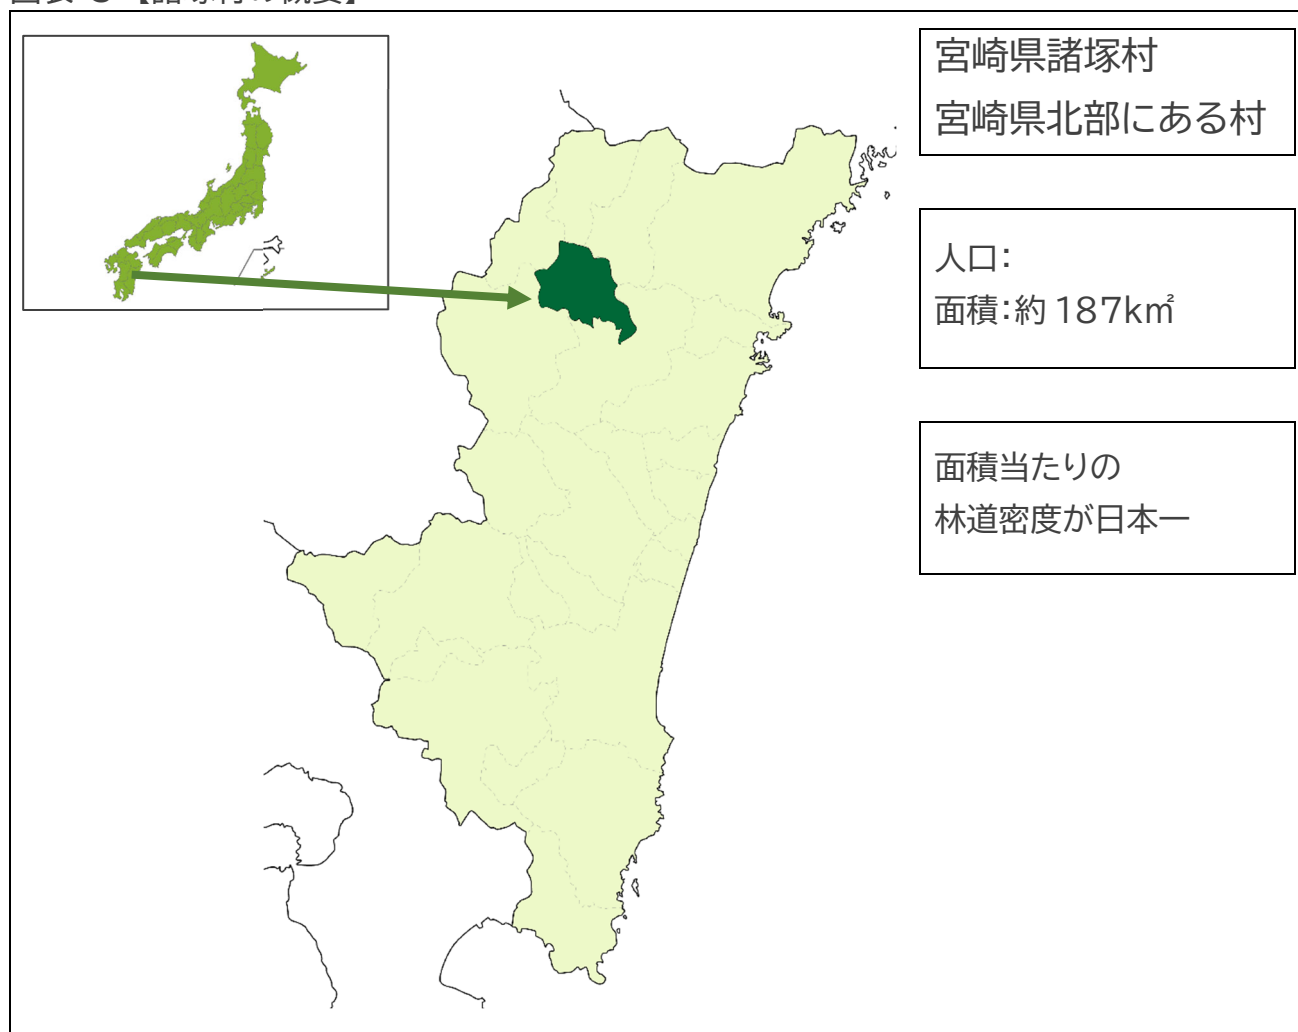 宮崎県諸塚村
宮崎県北部にある村
人口：
面積：約 187k㎡
面積当たりの
林道密度が日本一